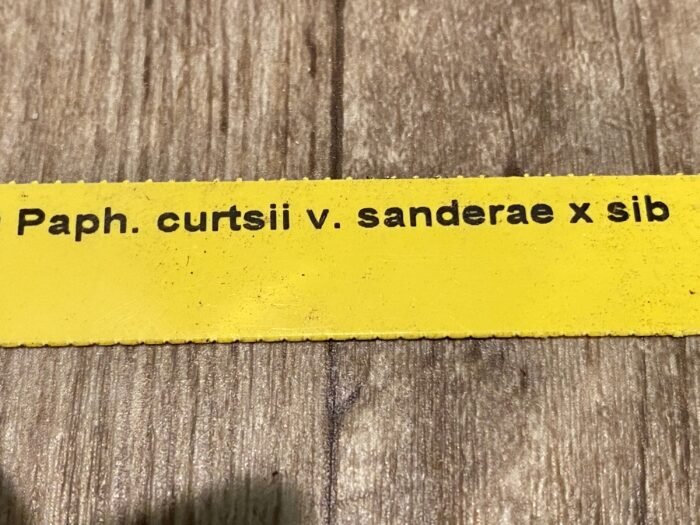 Paph. curtsii v. sanderae x sib